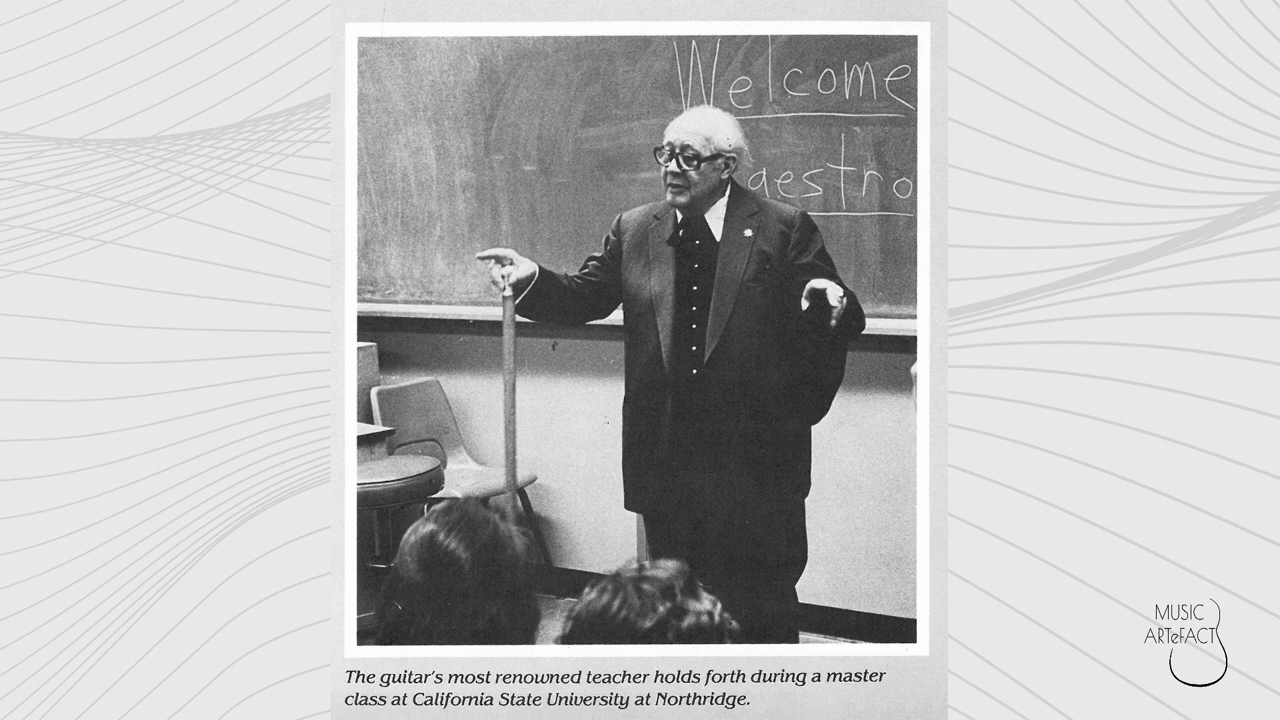 Welcome
aestro
The guitar's most renowned teacher holds forth during a master
class at California State University at Northridge.
MUSIC
ARTeFACTS